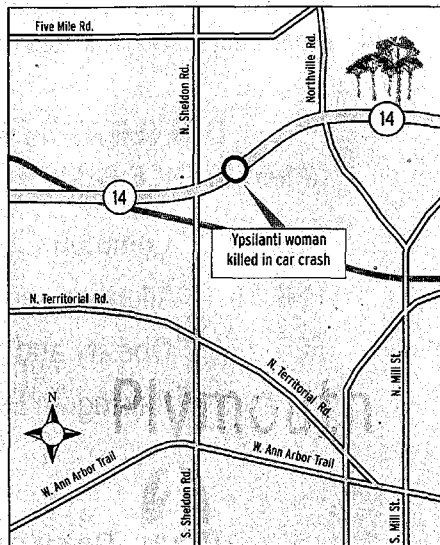 Five Mile Rd.
N. Sheldon Rd.
Northville Rd.
14
14
Ypsilanti woman
killed in car crash
N. Territorial Rd.
N. Territorial Rd.
N. Mill St.
N
Plymouth
W. Ann Arbor Trail
W. Ann Arbor Trail
S. Sheldon Rd.
S. Mill St.